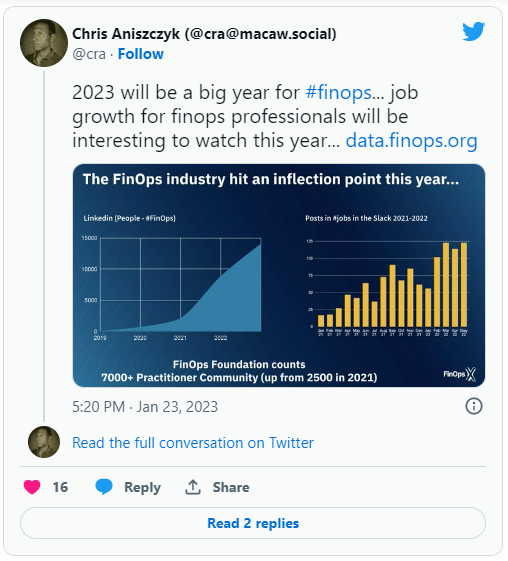 Chris Aniszczyk (@cra@macaw.social)
@cra · Follow
2023 will be a big year for #finops... job
growth for finops professionals will be
interesting to watch this year... data.finops.org
The FinOps industry hit an inflection point this year...
Linkedin (People - #FinOps)
15000
10000
5000
0
2019 2020 2021 2022
Posts in #jobs in the Slack 2021-2022
125
100
75
50
25
0
Jan Feb Mar Apr May Jun Jul Aug Sep Oct Nov Dec Jan Feb Mar Apr May
21 21 21 21 21 21 21 21 21 21 21 21 22 22 22 22 22
FinOps Foundation counts
7000+ Practitioner Community (up from 2500 in 2021)
FinOps
5:20 PM · Jan 23, 2023
Read the full conversation on Twitter
16 Reply Share
Read 2 replies